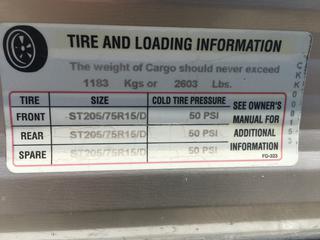 TIRE AND LOADING INFORMATION
The weight of Cargo should never exceed
1183 Kgs or 2603 Lbs.
TIRE SIZE COLD TIRE PRESSURE SEE OWNER'S MANUAL FOR ADDITIONAL INFORMATION
FRONT ST205/75R15/D 50 PSI
REAR ST205/75R15/D 50 PSI
SPARE ST205/75R15/D 50 PSI
FG-323